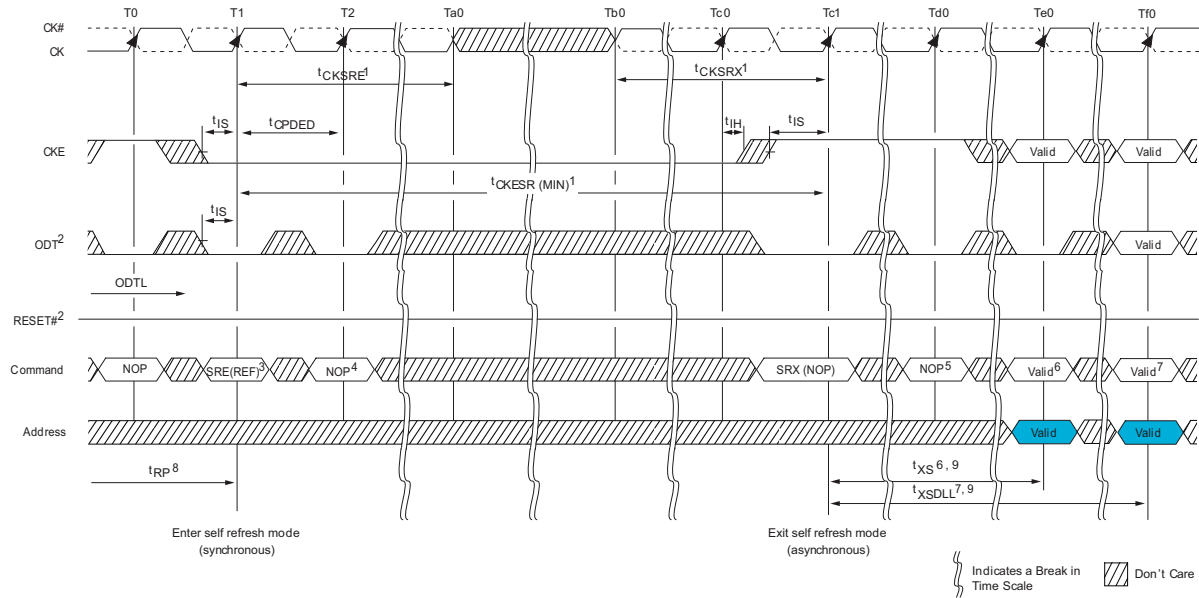 T0 T1 T2 Ta0 Tb0 Tc0 Tc1 Td0 Te0 Tf0
CK#
CK
tCKSRE1 tCKSRX1
tIS tCPDED tIH tIS
CKE Valid Valid
tCKESR (MIN)1
tIS
ODT2 Valid
ODTL
RESET#2
Command NOP SRE(REF)3 NOP4 SRX (NOP) NOP5 Valid6 Valid7
Address Valid Valid
tRP8 tXS6, 9
tXSDLL7, 9
Enter self refresh mode
(synchronous)
Exit self refresh mode
(asynchronous)
Indicates a Break in
Time Scale
Don't Care